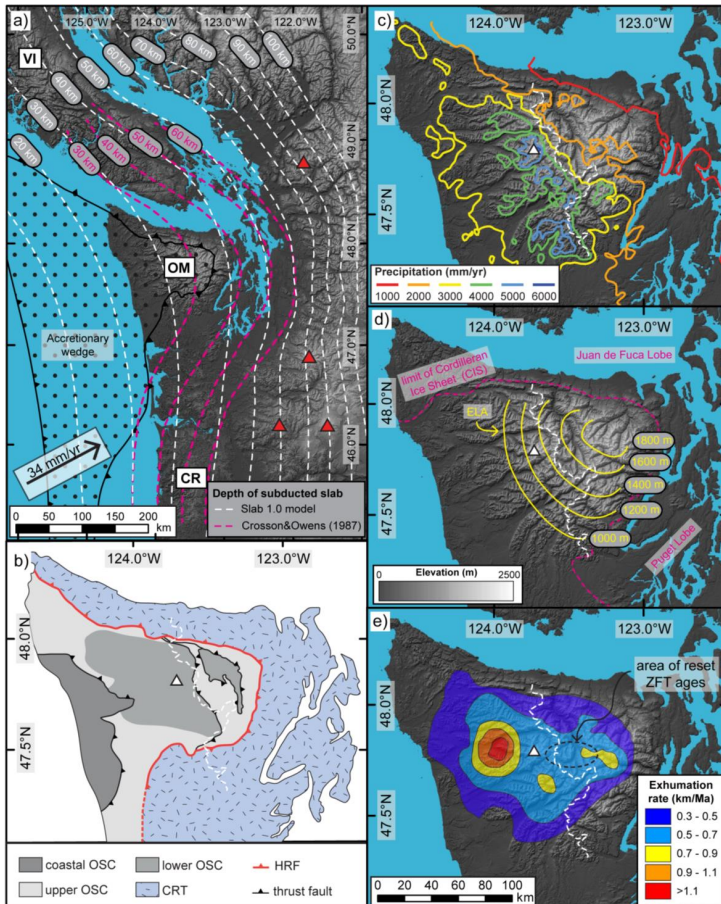 a)
125.0°W
124.0°W
123.0°W
122.0°W
VI
20 km
30 km
40 km
50 km
60 km
60 km
70 km
80 km
90 km
100 km
30 km
40 km
50 km
60 km
50.0°N
49.0°N
48.0°N
47.0°N
46.0°N
OM
Accretionary
wedge
34 mm/yr
CR
Depth of subducted slab
Slab 1.0 model
Crosson&Owens (1987)
0 50 100 150 200
km
b)
124.0°W
123.0°W
48.0°N
47.5°N
coastal OSC
lower OSC
HRF
upper OSC
CRT
thrust fault
c)
124.0°W
123.0°W
48.0°N
47.5°N
Precipitation (mm/yr)
1000 2000 3000 4000 5000 6000
d)
124.0°W
123.0°W
limit of Cordilleran
Ice Sheet (CIS)
Juan de Fuca Lobe
48.0°N
ELA
1800 m
1600 m
1400 m
1200 m
1000 m
47.5°N
Puget Lobe
Elevation (m)
0
2500
e)
124.0°W
123.0°W
area of reset
ZFT ages
48.0°N
47.5°N
Exhumation
rate (km/Ma)
0.3 - 0.5
0.5 - 0.7
0.7 - 0.9
0.9 - 1.1
>1.1
0 20 40 60 80 100
km